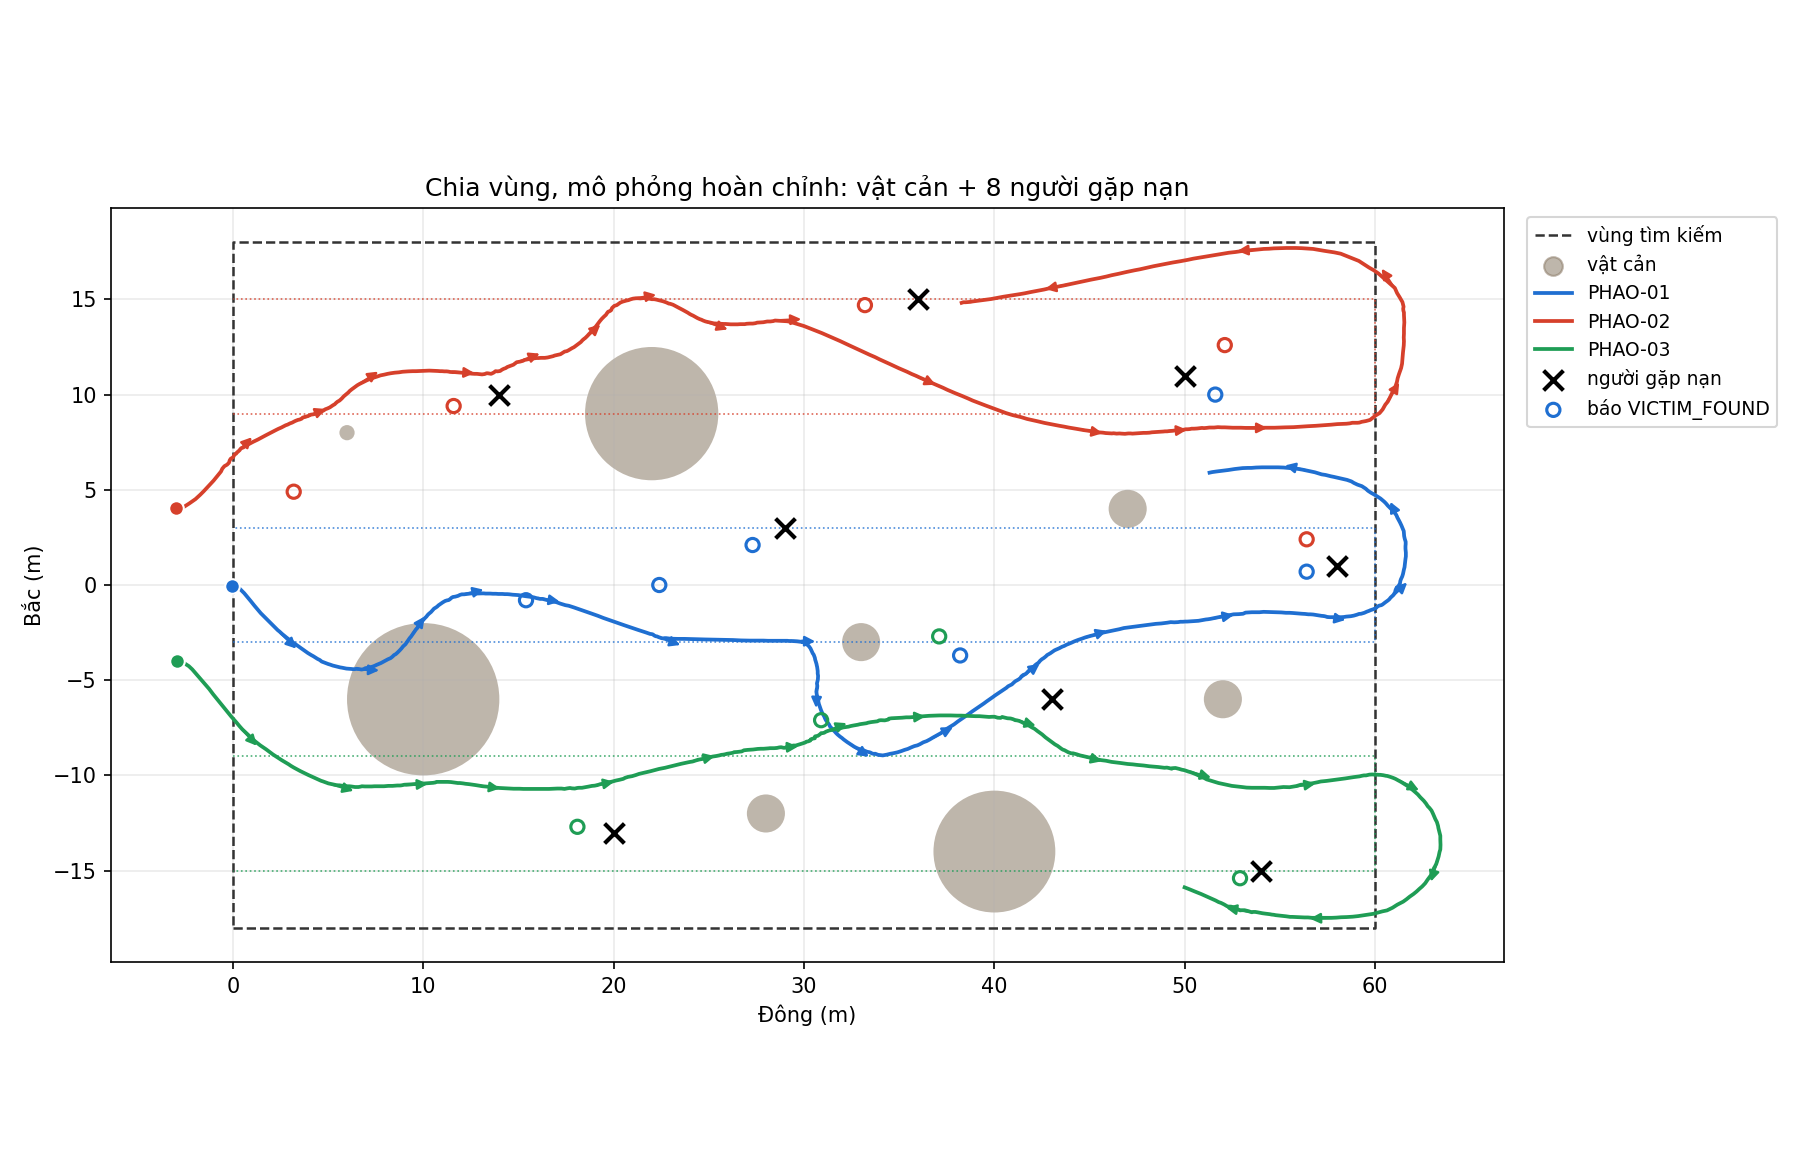 Chia vùng, mô phỏng hoàn chỉnh: vật cản + 8 người gặp nạn
vùng tìm kiếm
vật cản
PHAO-01
PHAO-02
PHAO-03
người gặp nạn
báo VICTIM_FOUND
Bắc (m)
15
10
5
0
−5
−10
−15
0 10 20 30 40 50 60
Đông (m)